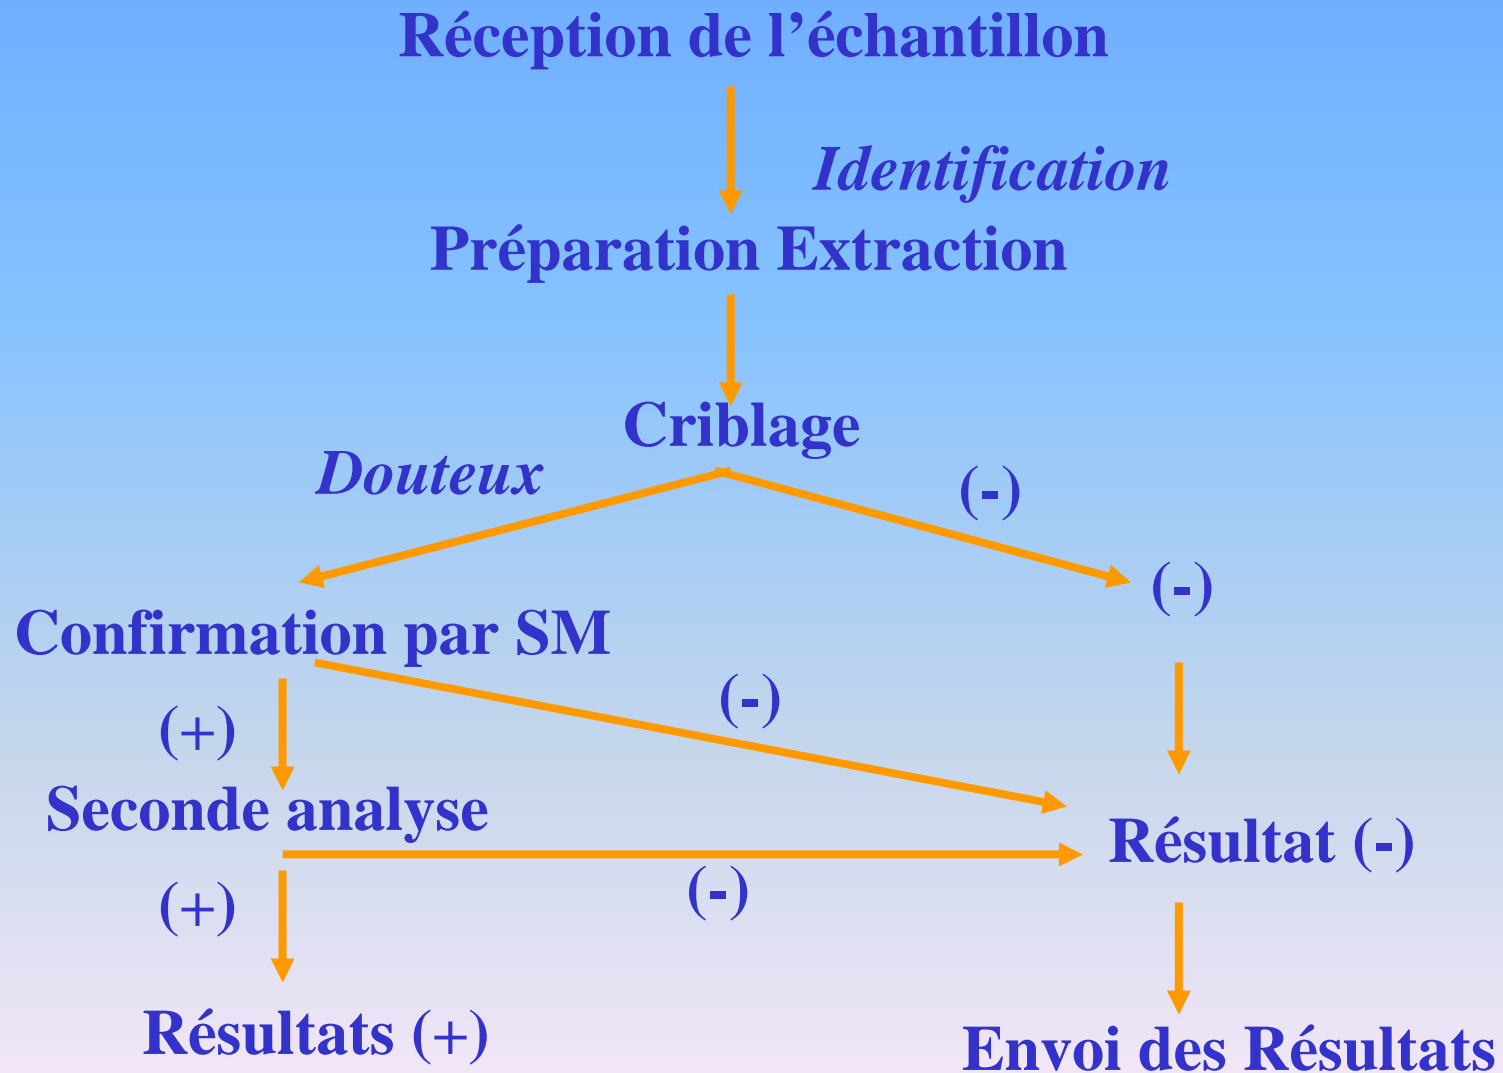 Réception de l’échantillon
Identification
Préparation Extraction
Criblage
Douteux
(-)
(-)
Confirmation par SM
(-)
(+)
Seconde analyse
Résultat (-)
(-)
(+)
Résultats (+)
Envoi des Résultats